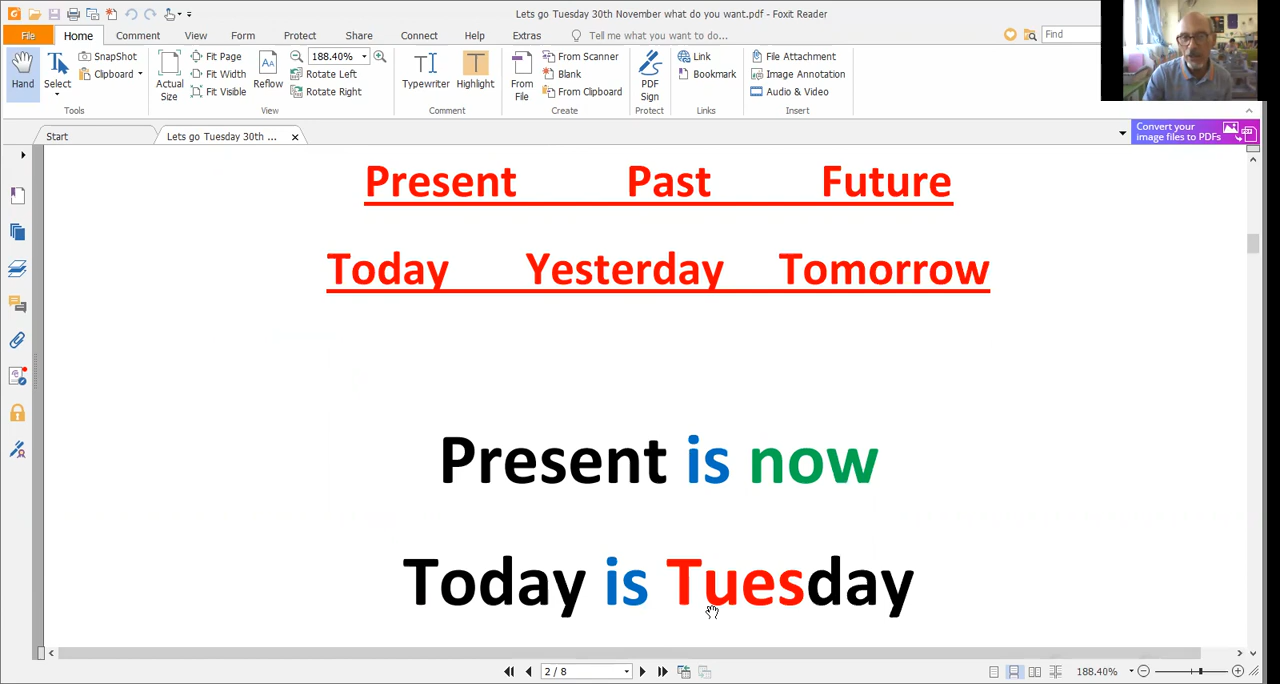 Lets go Tuesday 30th November what do you want.pdf - Foxit Reader
File Home Comment View Form Protect Share Connect Help Extras Tell me what you want to do... Find
Hand Select SnapShot Clipboard Actual Size Fit Page Fit Width Fit Visible Reflow 188.40% Rotate Left Rotate Right Typewriter Highlight From File From Scanner Blank From Clipboard PDF Sign Link Bookmark File Attachment Image Annotation Audio & Video
Tools View Comment Create Protect Links Insert
Start Lets go Tuesday 30th ... Convert your image files to PDFs
Present Past Future
Today Yesterday Tomorrow
Present is now
Today is Tuesday
2 / 8 188.40%